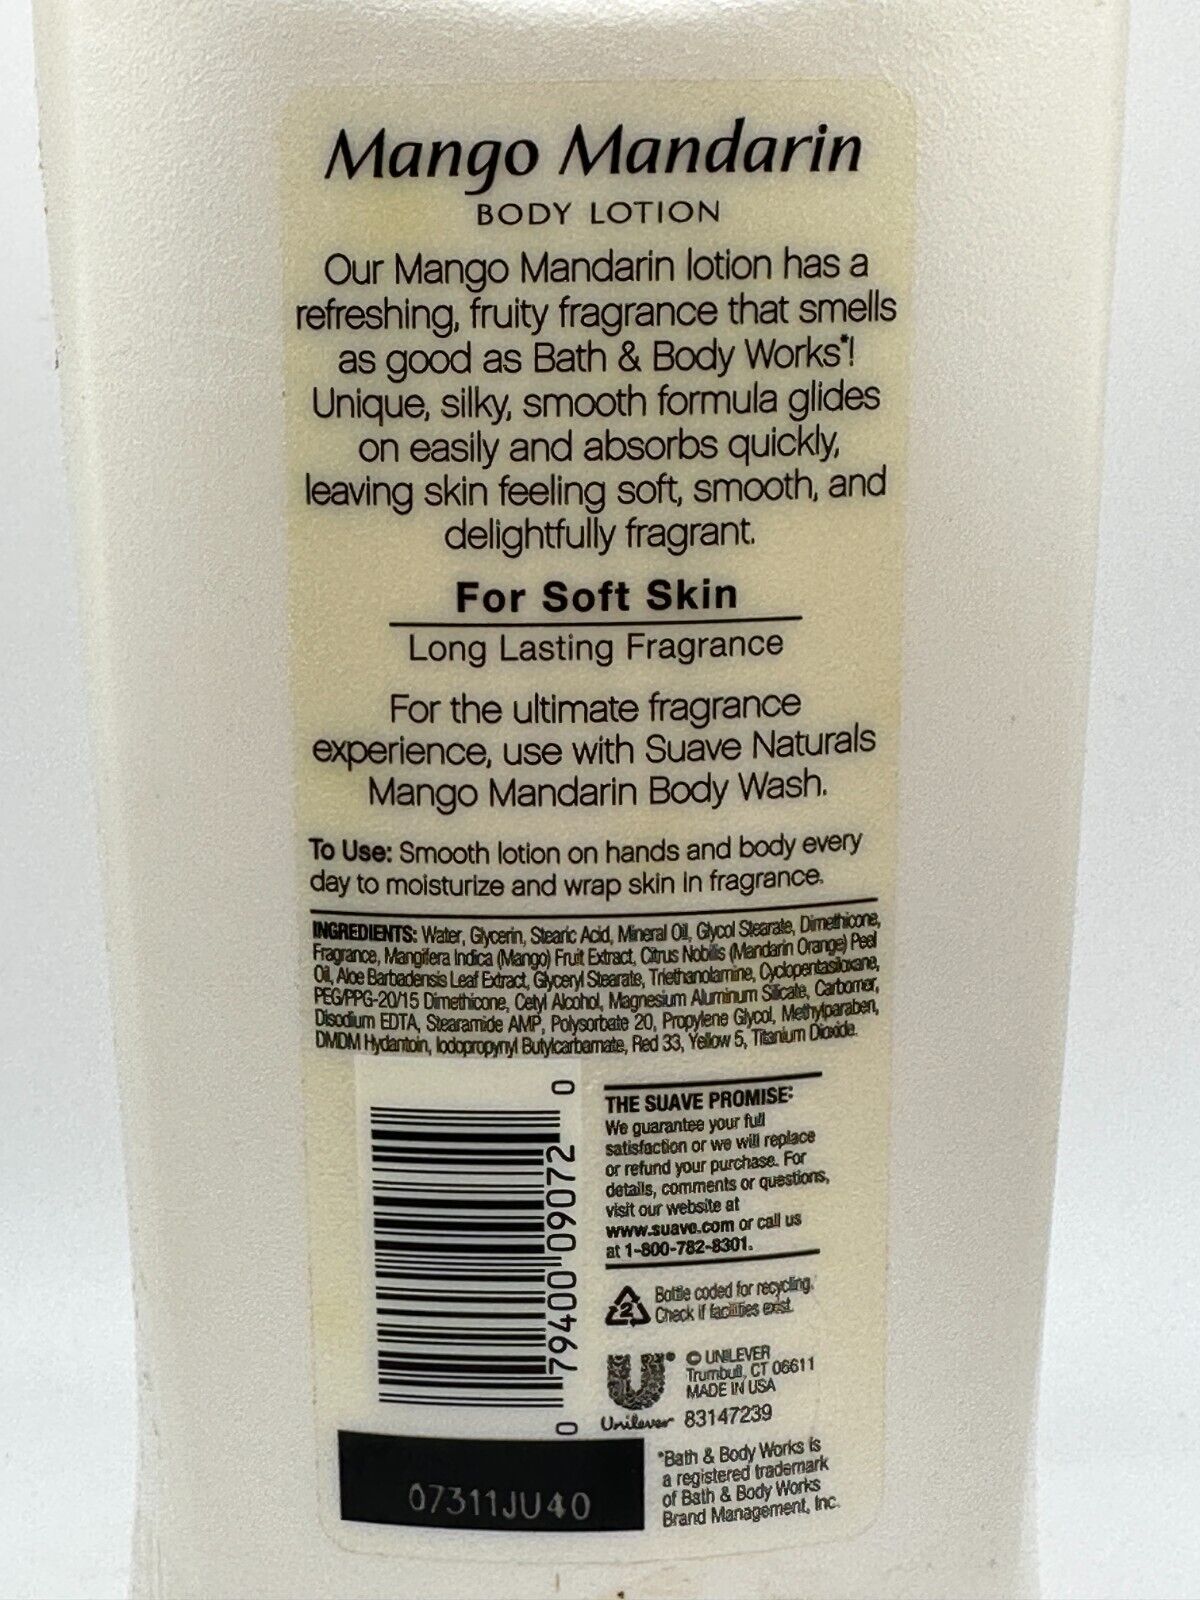 Mango Mandarin
BODY LOTION
Our Mango Mandarin lotion has a
refreshing, fruity fragrance that smells
as good as Bath & Body Works*!
Unique, silky, smooth formula glides
on easily and absorbs quickly,
leaving skin feeling soft, smooth, and
delightfully fragrant.
For Soft Skin
Long Lasting Fragrance
For the ultimate fragrance
experience, use with Suave Naturals
Mango Mandarin Body Wash.
To Use: Smooth lotion on hands and body every
day to moisturize and wrap skin in fragrance.
INGREDIENTS: Water, Glycerin, Stearic Acid, Mineral Oil, Glycol Stearate, Dimethicone,
Fragrance, Mangifera Indica (Mango) Fruit Extract, Citrus Nobilis (Mandarin Orange) Peel
Oil, Aloe Barbadensis Leaf Extract, Glyceryl Stearate, Triethanolamine, Cyclopentasiloxane,
PEG/PPG-20/15 Dimethicone, Cetyl Alcohol, Magnesium Aluminum Silicate, Carbomer,
Disodium EDTA, Stearamide AMP, Polysorbate 20, Propylene Glycol, Methylparaben,
DMDM Hydantoin, Iodopropynyl Butylcarbamate, Red 33, Yellow 5, Titanium Dioxide.
0 79400 09072 0
THE SUAVE PROMISE:
We guarantee your full
satisfaction or we will replace
or refund your purchase. For
details, comments or questions,
visit our website at
www.suave.com or call us
at 1-800-782-8301.
2
Bottle coded for recycling.
Check if facilities exist.
Unilever
© UNILEVER
Trumbull, CT 06611
MADE IN USA
83147239
*Bath & Body Works is
a registered trademark
of Bath & Body Works
Brand Management, Inc.
07311JU40